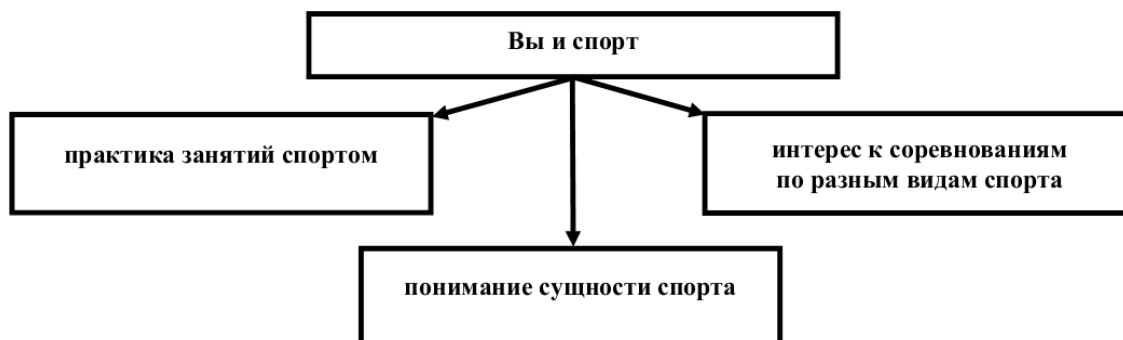 Вы и спорт
практика занятий спортом
интерес к соревнованиям
по разным видам спорта
понимание сущности спорта